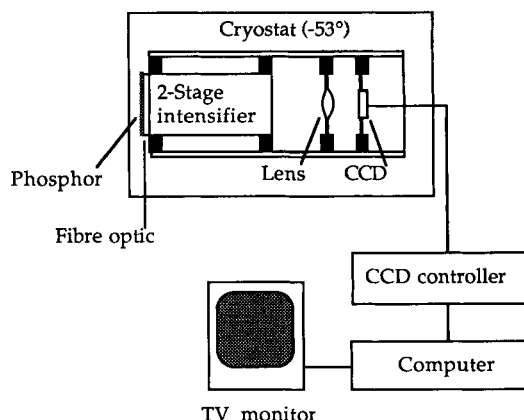 Cryostat (-53°)
2-Stage
intensifier
Lens
CCD
Phosphor
Fibre optic
CCD controller
Computer
TV monitor